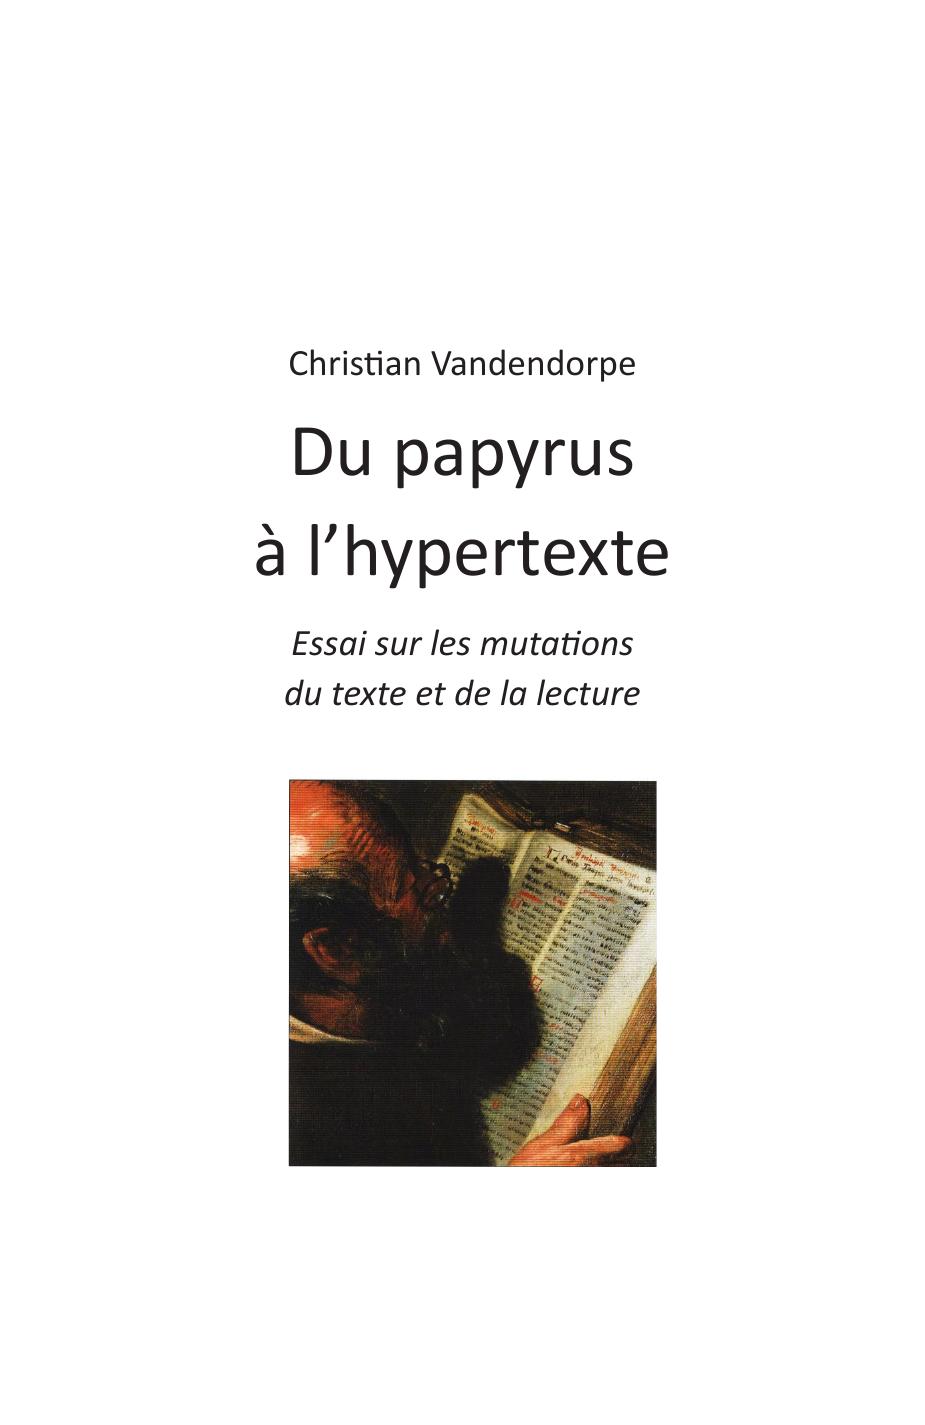 Christian Vandendorpe
Du papyrus
à l’hypertexte
Essai sur les mutations
du texte et de la lecture